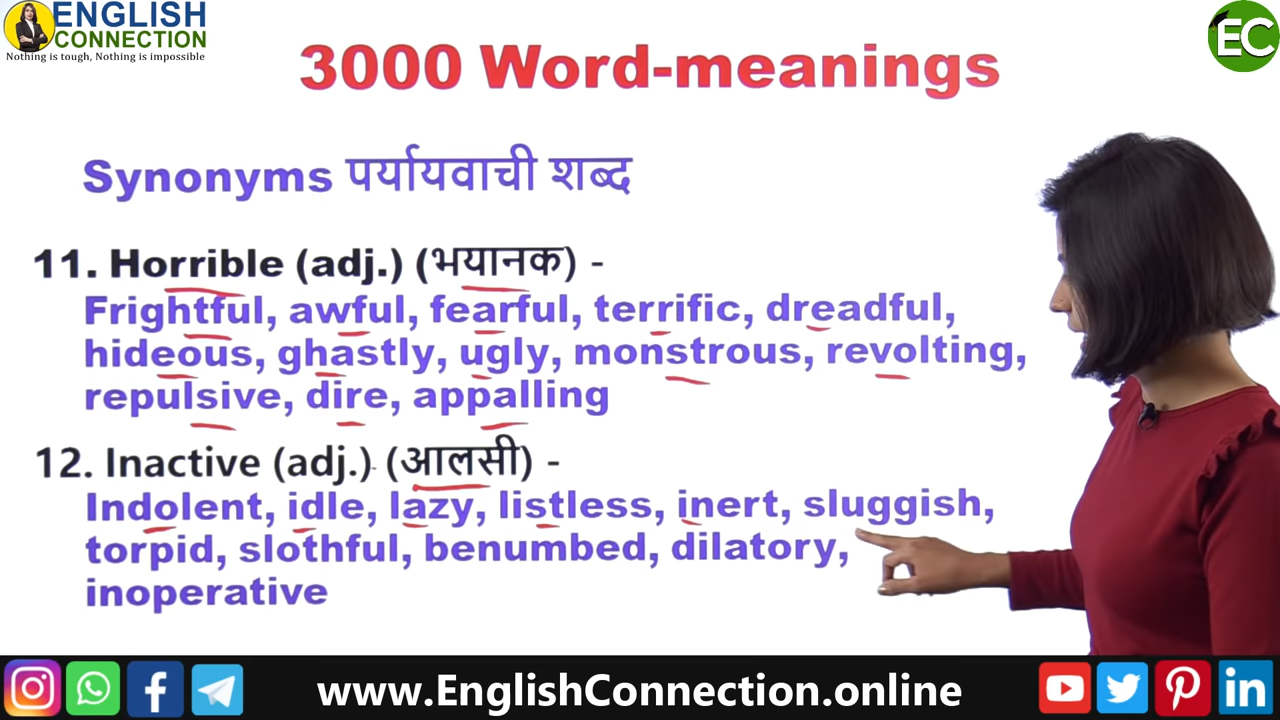 ENGLISH
CONNECTION
Nothing is tough, Nothing is impossible
EC
3000 Word-meanings
Synonyms पर्यायवाची शब्द
11. Horrible (adj.) (भयानक) -
Frightful, awful, fearful, terrific, dreadful,
hideous, ghastly, ugly, monstrous, revolting,
repulsive, dire, appalling
12. Inactive (adj.) (आलसी) -
Indolent, idle, lazy, listless, inert, sluggish,
torpid, slothful, benumbed, dilatory,
inoperative
www.EnglishConnection.online